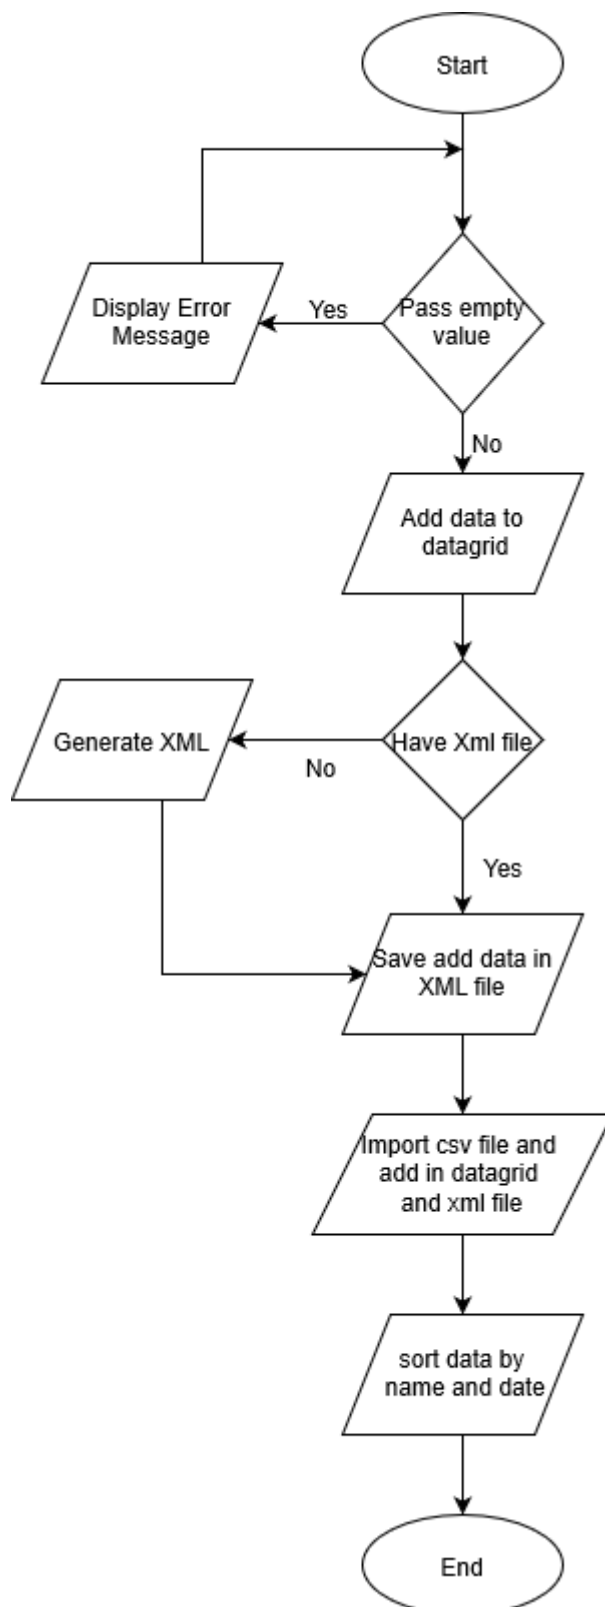 Start
Pass empty
value
Yes
Display Error
Message
No
Add data to
datagrid
Have Xml file
No
Generate XML
Yes
Save add data in
XML file
Import csv file and
add in datagrid
and xml file
sort data by
name and date
End